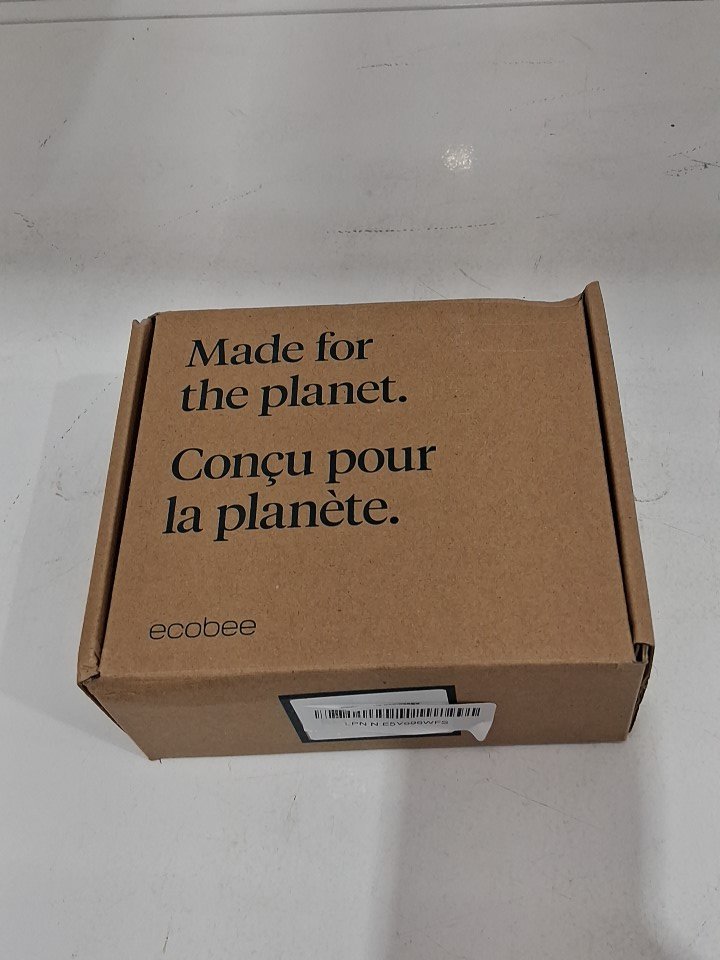 Made for
the planet.
Conçu pour
la planète.
ecobee